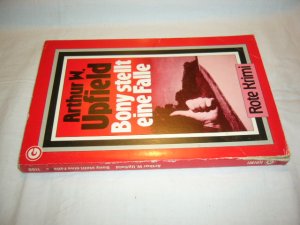 Arthur W.
Upfield
Bony stellt
eine Falle
Rote Krimi
G
Arthur W. Upfield Bony stellt eine Falle